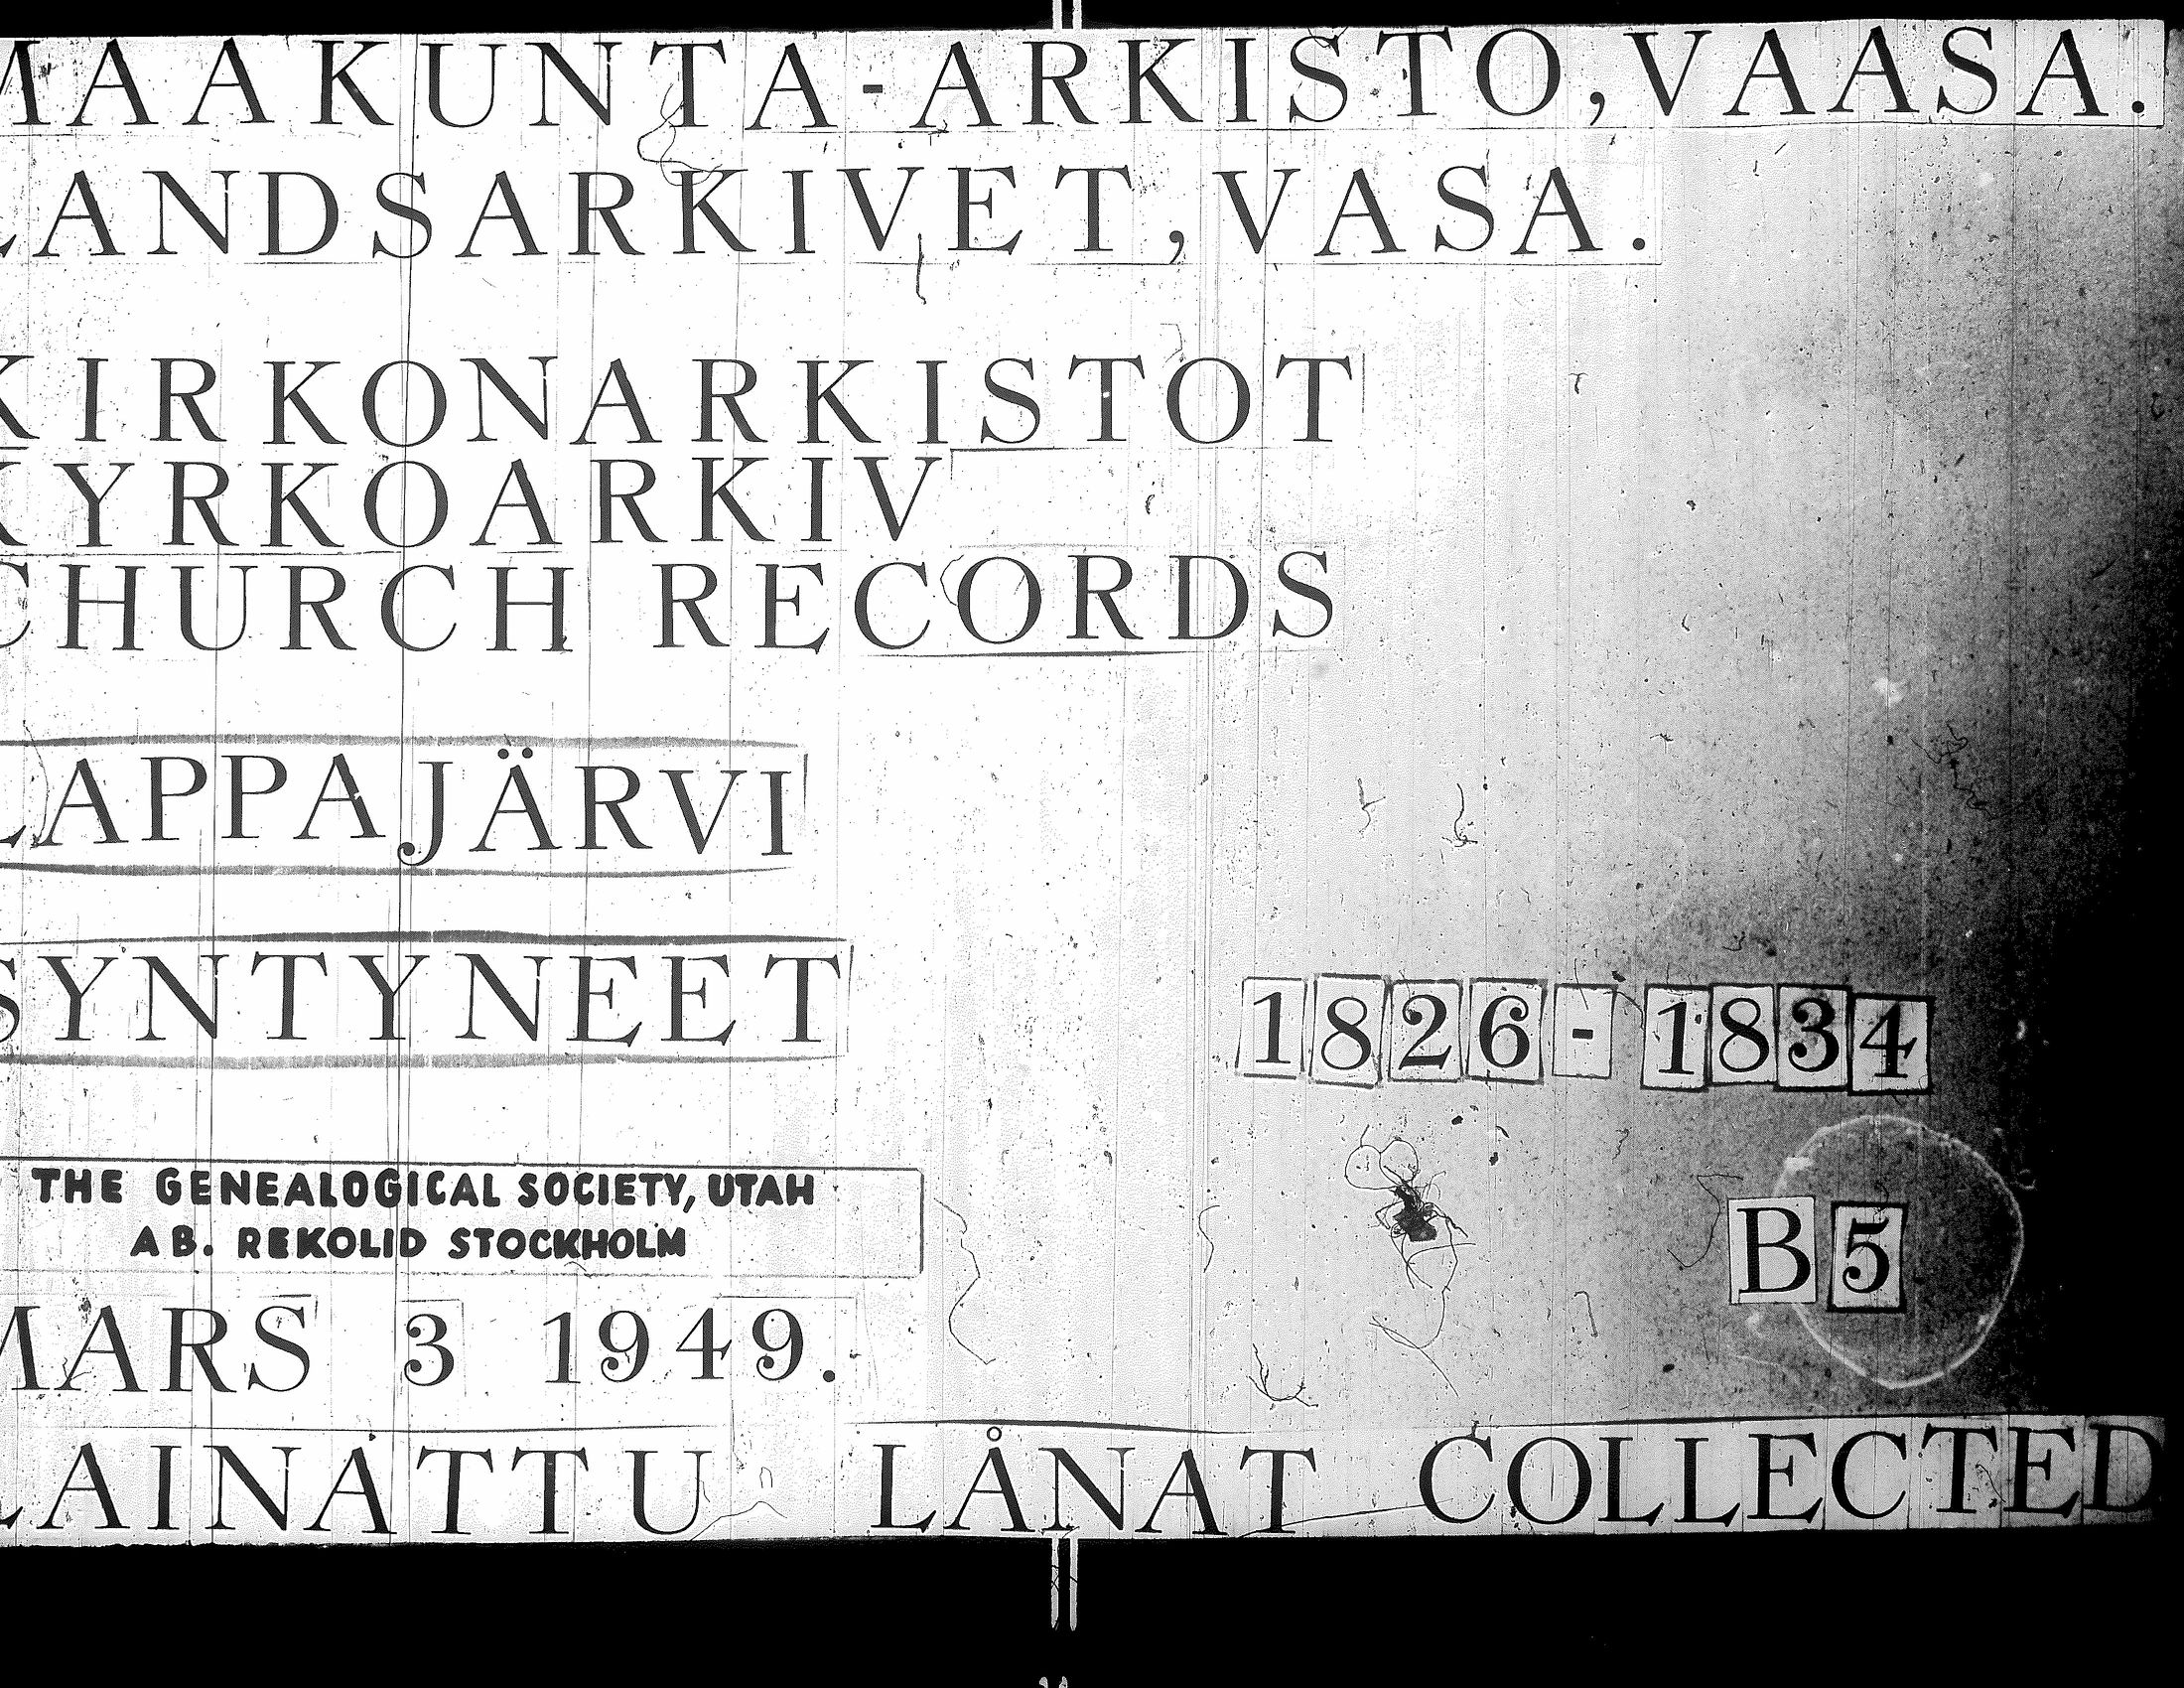 MAAKUNTA-ARKISTO, VAASA.
LANDSARKIVET, VASA.
KIRKONARKISTOT
KYRKOARKIV
CHURCH RECORDS
LAPPAJÄRVI
SYNTYNEET 1826-1834
THE GENEALOGICAL SOCIETY, UTAH
AB. REKOLID STOCKHOLM
B5
MARS 3 1949.
LAINATTU LÅNAT COLLECTED